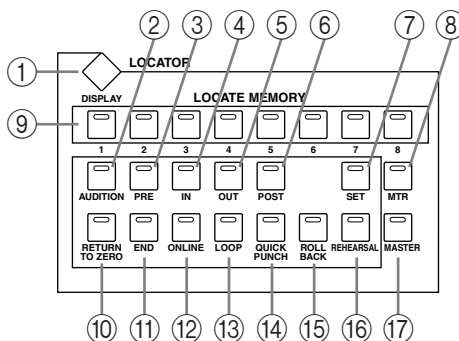 ② ③ ④ ⑤ ⑥ ⑦ ⑧
① LOCATOR
DISPLAY LOCATE MEMORY
⑨
1 2 3 4 5 6 7 8
AUDITION PRE IN OUT POST SET MTR
RETURN TO ZERO END ONLINE LOOP QUICK PUNCH ROLL BACK REHEARSAL MASTER
⑩ ⑪ ⑫ ⑬ ⑭ ⑮ ⑯ ⑰